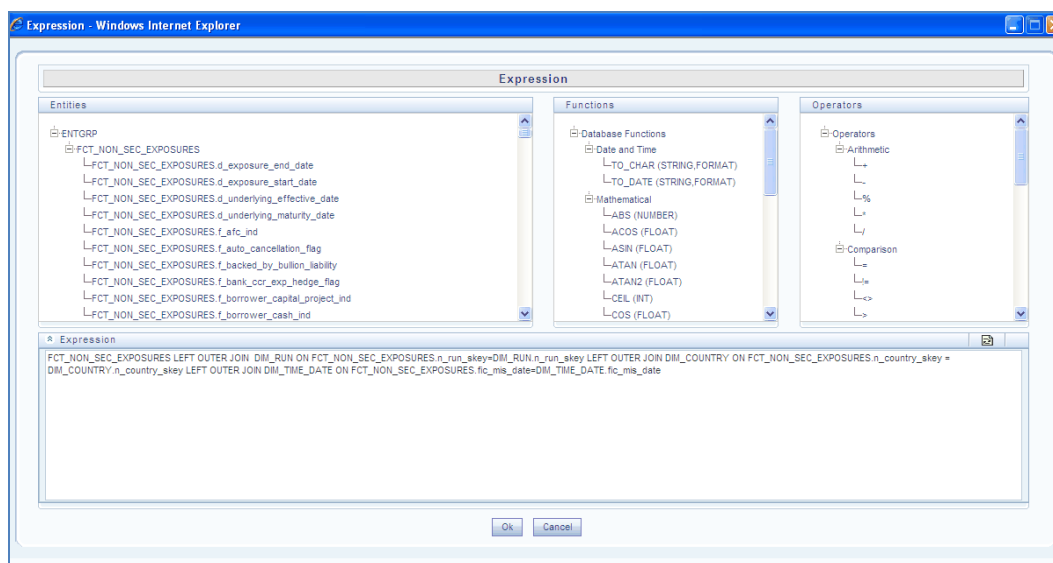 Expression - Windows Internet Explorer
Expression
Entities
ENTGRP
FCT_NON_SEC_EXPOSURES
FCT_NON_SEC_EXPOSURES.d_exposure_end_date
FCT_NON_SEC_EXPOSURES.d_exposure_start_date
FCT_NON_SEC_EXPOSURES.d_underlying_effective_date
FCT_NON_SEC_EXPOSURES.d_underlying_maturity_date
FCT_NON_SEC_EXPOSURES.f_afc_ind
FCT_NON_SEC_EXPOSURES.f_auto_cancellation_flag
FCT_NON_SEC_EXPOSURES.f_backed_by_bullion_liability
FCT_NON_SEC_EXPOSURES.f_bank_ccr_exp_hedge_flag
FCT_NON_SEC_EXPOSURES.f_borrower_capital_project_ind
FCT_NON_SEC_EXPOSURES.f_borrower_cash_ind
Functions
Database Functions
Date and Time
TO_CHAR (STRING,FORMAT)
TO_DATE (STRING,FORMAT)
Mathematical
ABS (NUMBER)
ACOS (FLOAT)
ASIN (FLOAT)
ATAN (FLOAT)
ATAN2 (FLOAT)
CEIL (INT)
COS (FLOAT)
Operators
Operators
Arithmetic
+
-
%
*
/
Comparison
=
!=
<>
>
Expression
FCT_NON_SEC_EXPOSURES LEFT OUTER JOIN DIM_RUN ON FCT_NON_SEC_EXPOSURES.n_run_skey=DIM_RUN.n_run_skey LEFT OUTER JOIN DIM_COUNTRY ON FCT_NON_SEC_EXPOSURES.n_country_skey =
DIM_COUNTRY.n_country_skey LEFT OUTER JOIN DIM_TIME_DATE ON FCT_NON_SEC_EXPOSURES.fic_mis_date=DIM_TIME_DATE.fic_mis_date
Ok Cancel